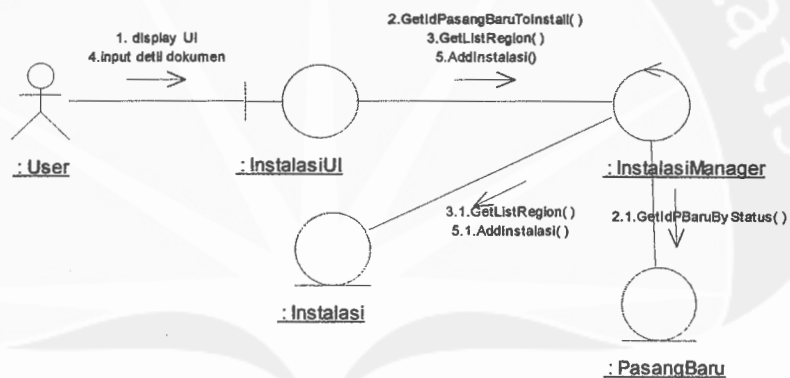 1. display UI
4.input detil dokumen
2.GetIdPasangBaruToInstall()
3.GetListRegion()
5.AddInstalasi()
: User
: InstalasiUI
: InstalasiManager
3.1.GetListRegion()
5.1.AddInstalasi()
2.1.GetIdPBaruByStatus()
: Instalasi
: PasangBaru